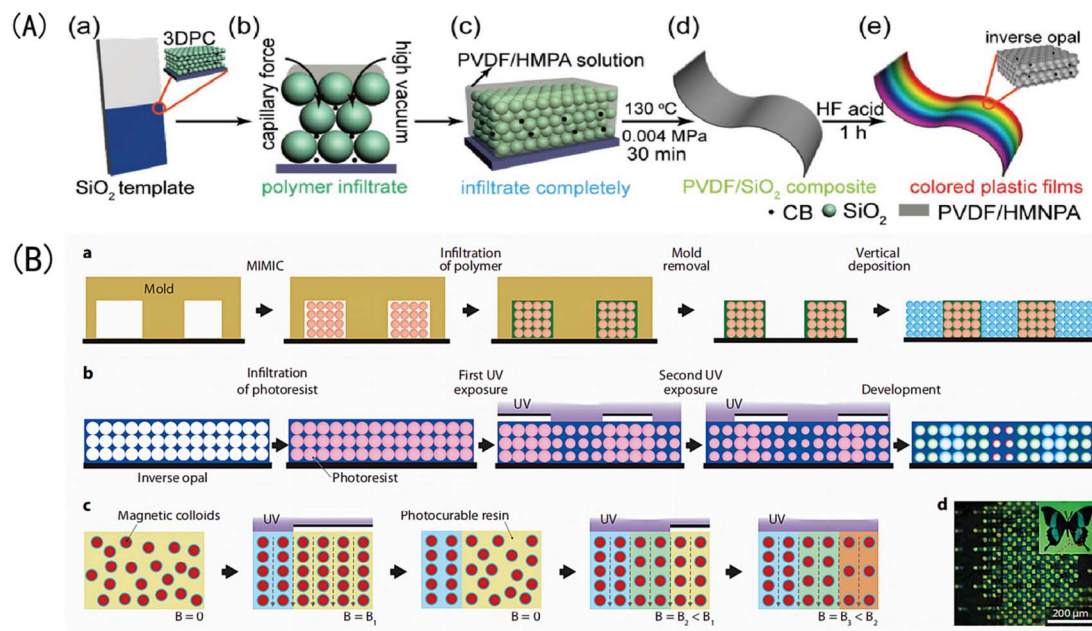 (A)
(a)
3DPC
SiO2 template
(b)
capillary force
high vacuum
polymer infiltrate
(c)
PVDF/HMPA solution
infiltrate completely
130 °C
0.004 MPa
30 min
(d)
PVDF/SiO2 composite
HF acid
1 h
(e)
inverse opal
colored plastic films
CB
SiO2
PVDF/HMNPA
(B)
a
Mold
MIMIC
Infiltration
of polymer
Mold
removal
Vertical
deposition
b
Infiltration
of photoresist
First UV
exposure
Second UV
exposure
Development
UV
UV
Inverse opal
Photoresist
c
Magnetic colloids
UV
Photocurable resin
UV
UV
B = 0
B = B1
B = 0
B = B2 < B1
B = B3 < B2
d
200 μm